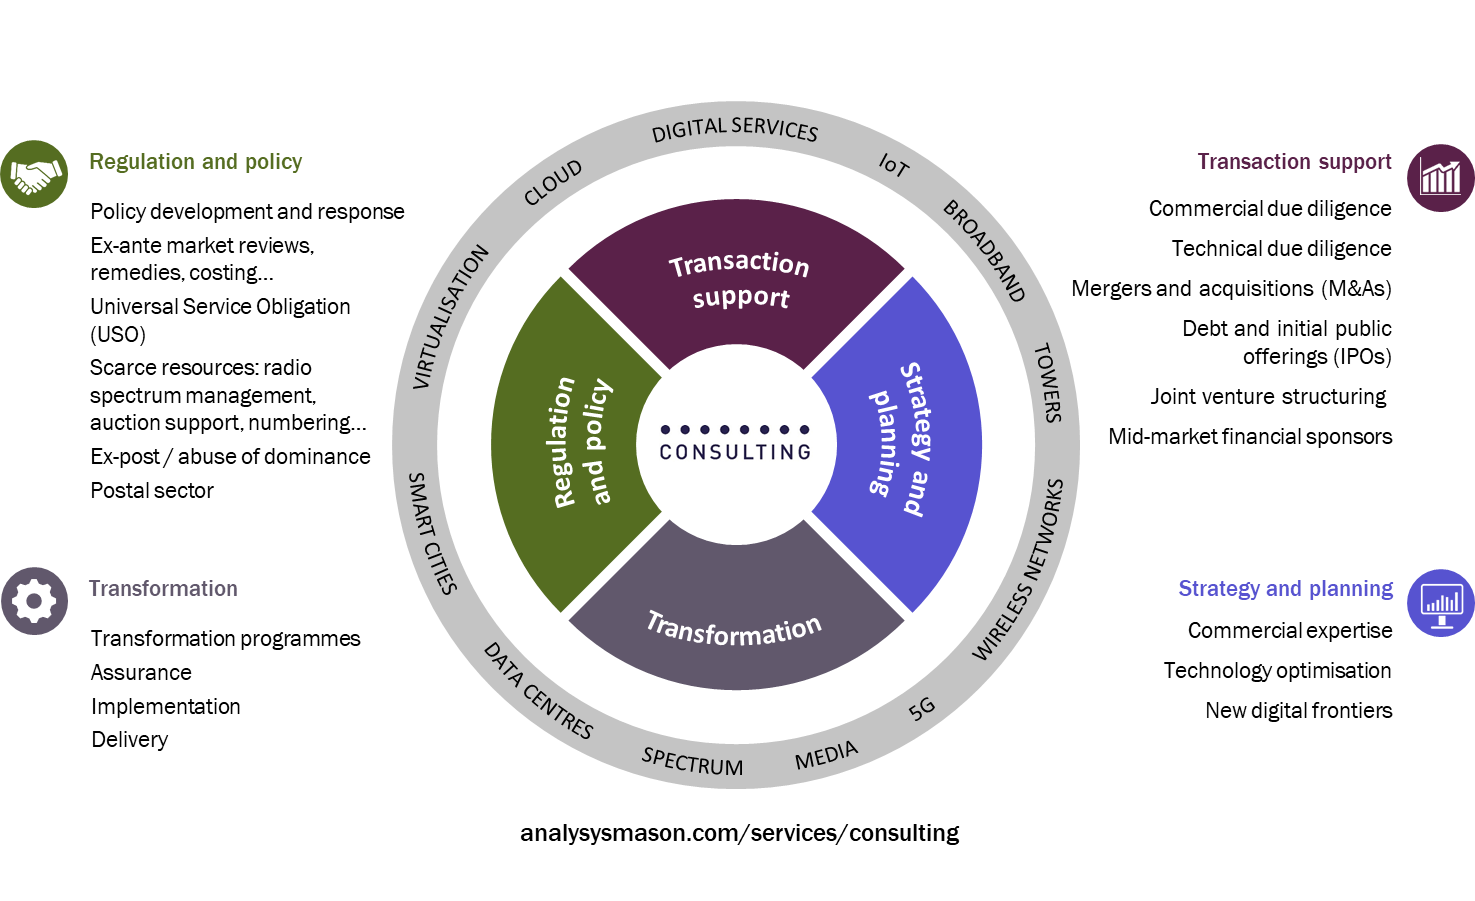 Regulation and policy
Policy development and response
Ex-ante market reviews,
remedies, costing...
Universal Service Obligation
(USO)
Scarce resources: radio
spectrum management,
auction support, numbering...
Ex-post / abuse of dominance
Postal sector
Transformation
Transformation programmes
Assurance
Implementation
Delivery
DIGITAL SERVICES
IoT
BROADBAND
TOWERS
WIRELESS NETWORKS
5G
MEDIA
SPECTRUM
DATA CENTRES
SMART CITIES
VIRTUALISATION
CLOUD
Transaction
support
Strategy and
planning
Transformation
Regulation
and policy
CONSULTING
Transaction support
Commercial due diligence
Technical due diligence
Mergers and acquisitions (M&As)
Debt and initial public
offerings (IPOs)
Joint venture structuring
Mid-market financial sponsors
Strategy and planning
Commercial expertise
Technology optimisation
New digital frontiers
analysysmason.com/services/consulting